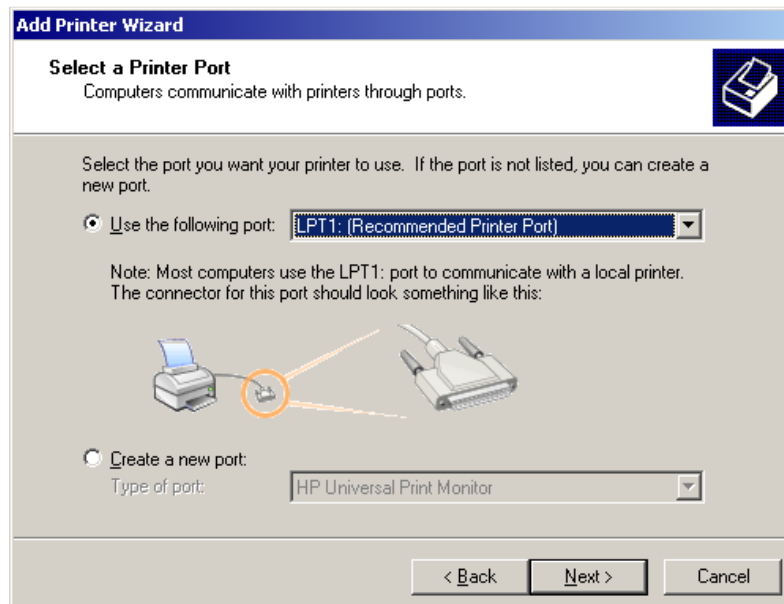 Add Printer Wizard
Select a Printer Port
Computers communicate with printers through ports.
Select the port you want your printer to use. If the port is not listed, you can create a
new port.
Use the following port: LPT1: (Recommended Printer Port)
Note: Most computers use the LPT1: port to communicate with a local printer.
The connector for this port should look something like this:
Create a new port:
Type of port: HP Universal Print Monitor
< Back Next > Cancel